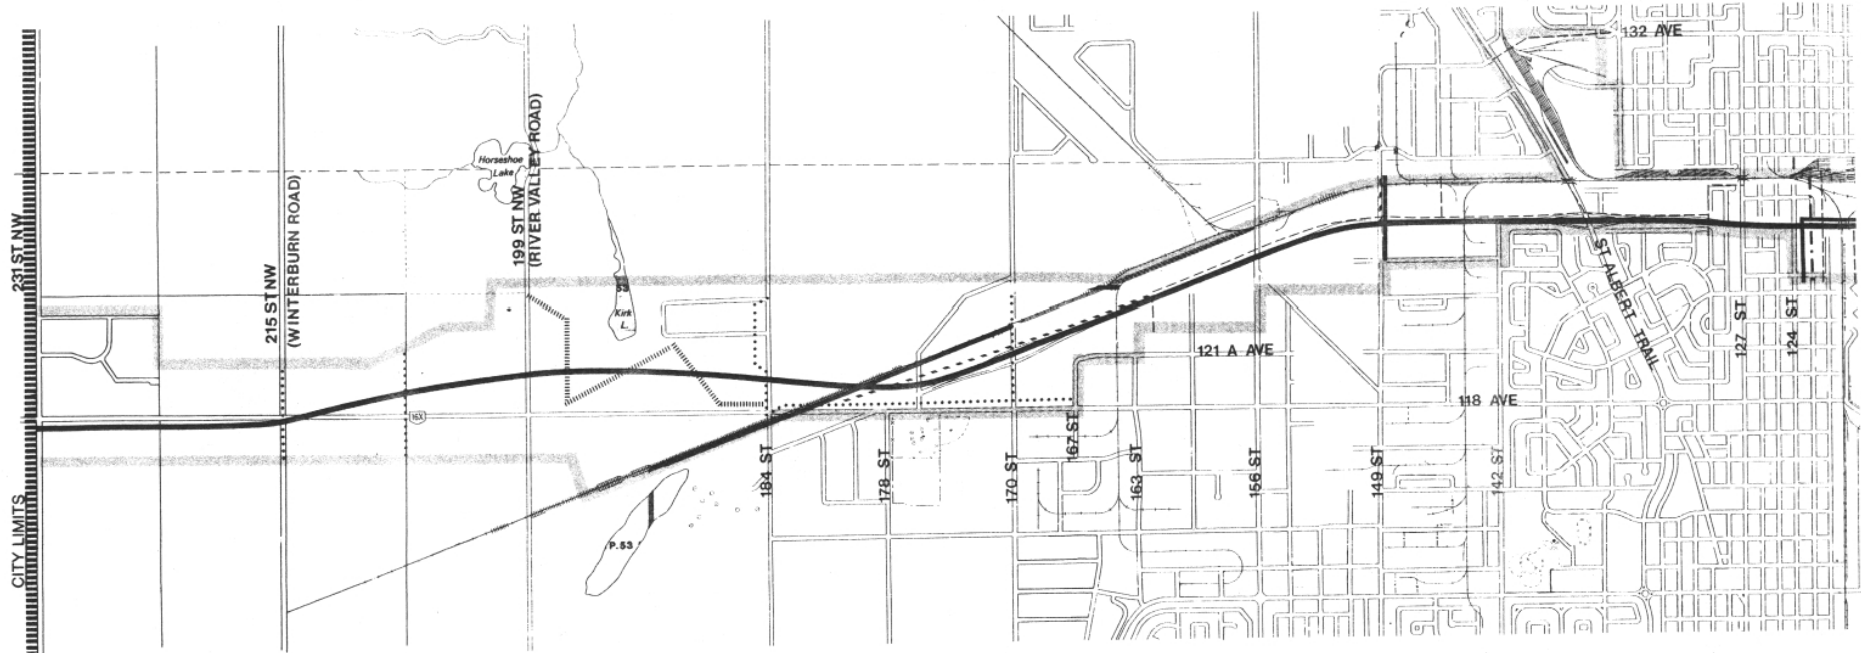 132 AVE
Horseshoe
Lake
199 ST NW
(RIVER VALLEY ROAD)
231 ST NW
215 ST NW
(WINTERBURN ROAD)
53
Kirk
L.
ST ALBERT TRAIL
127 ST
124 ST
121 A AVE
16X
118 AVE
184 ST
178 ST
170 ST
167 ST
163 ST
156 ST
149 ST
142 ST
CITY LIMITS
P.53